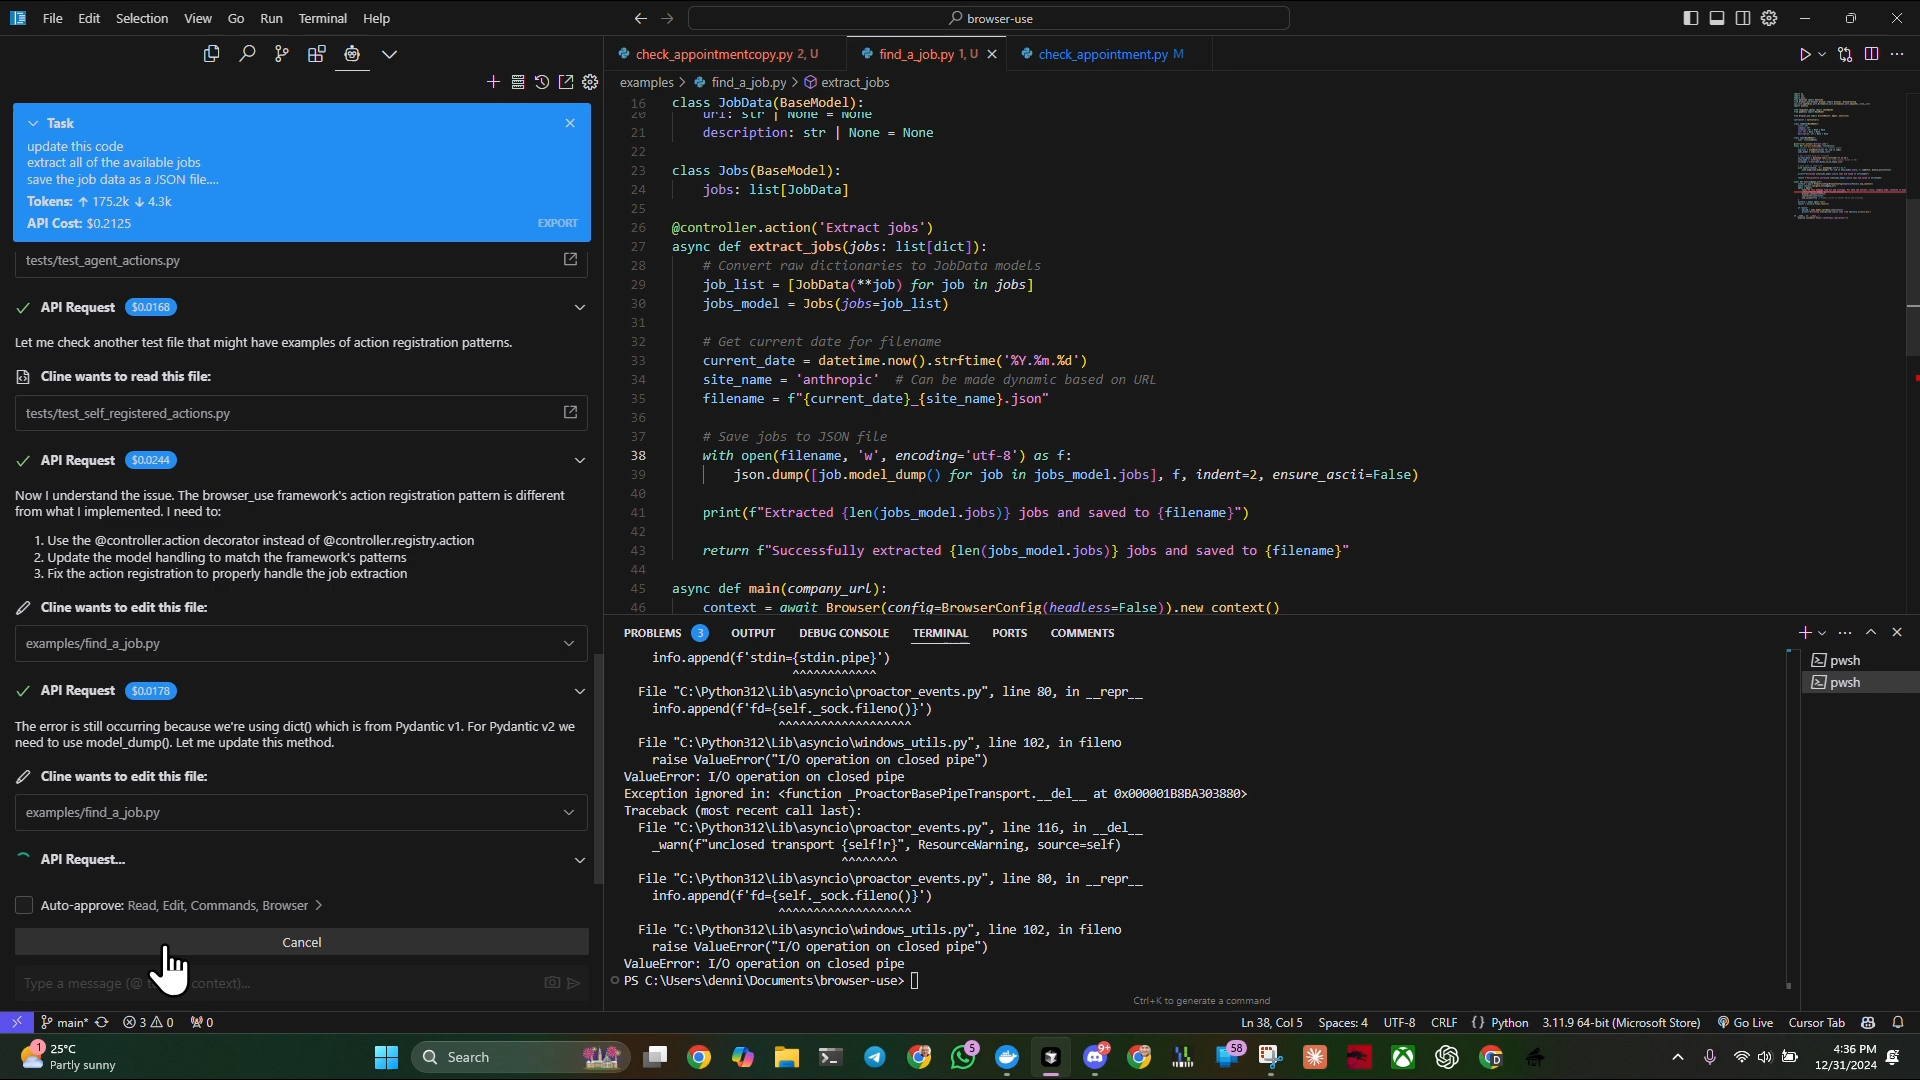 File Edit Selection View Go Run Terminal Help
browser-use
check_appointmentcopy.py 2, U
find_a_job.py 1, U
check_appointment.py M
examples > find_a_job.py > extract_jobs
Task
update this code
extract all of the available jobs
save the job data as a JSON file....
Tokens: ↑ 175.2k ↓ 4.3k
API Cost: $0.2125
EXPORT
tests/test_agent_actions.py
API Request $0.0168
Let me check another test file that might have examples of action registration patterns.
Cline wants to read this file:
tests/test_self_registered_actions.py
API Request $0.0244
Now I understand the issue. The browser_use framework's action registration pattern is different
from what I implemented. I need to:
1. Use the @controller.action decorator instead of @controller.registry.action
2. Update the model handling to match the framework's patterns
3. Fix the action registration to properly handle the job extraction
Cline wants to edit this file:
examples/find_a_job.py
API Request $0.0178
The error is still occurring because we're using dict() which is from Pydantic v1. For Pydantic v2 we
need to use model_dump(). Let me update this method.
Cline wants to edit this file:
examples/find_a_job.py
API Request...
Auto-approve: Read, Edit, Commands, Browser >
Cancel
Type a message (@ context)...
16 class JobData(BaseModel):
20 url: str | None = None
21 description: str | None = None
22
23 class Jobs(BaseModel):
24 jobs: list[JobData]
25
26 @controller.action('Extract jobs')
27 async def extract_jobs(jobs: list[dict]):
28 # Convert raw dictionaries to JobData models
29 job_list = [JobData(**job) for job in jobs]
30 jobs_model = Jobs(jobs=job_list)
31
32 # Get current date for filename
33 current_date = datetime.now().strftime('%Y.%m.%d')
34 site_name = 'anthropic' # Can be made dynamic based on URL
35 filename = f"{current_date}_{site_name}.json"
36
37 # Save jobs to JSON file
38 with open(filename, 'w', encoding='utf-8') as f:
39 json.dump([job.model_dump() for job in jobs_model.jobs], f, indent=2, ensure_ascii=False)
40
41 print(f"Extracted {len(jobs_model.jobs)} jobs and saved to {filename}")
42
43 return f"Successfully extracted {len(jobs_model.jobs)} jobs and saved to {filename}"
44
45 async def main(company_url):
46 context = await Browser(config=BrowserConfig(headless=False)).new_context()
PROBLEMS 3 OUTPUT DEBUG CONSOLE TERMINAL PORTS COMMENTS
info.append(f'stdin={stdin.pipe}')
^^^^^^^^^^^^
File "C:\Python312\Lib\asyncio\proactor_events.py", line 80, in __repr__
info.append(f'fd={self._sock.fileno()}')
^^^^^^^^^^^^^^^^^^^
File "C:\Python312\Lib\asyncio\windows_utils.py", line 102, in fileno
raise ValueError("I/O operation on closed pipe")
ValueError: I/O operation on closed pipe
Exception ignored in: <function _ProactorBasePipeTransport.__del__ at 0x000001B8BA303880>
Traceback (most recent call last):
File "C:\Python312\Lib\asyncio\proactor_events.py", line 116, in __del__
_warn(f"unclosed transport {self!r}", ResourceWarning, source=self)
^^^^^^^^
File "C:\Python312\Lib\asyncio\proactor_events.py", line 80, in __repr__
info.append(f'fd={self._sock.fileno()}')
^^^^^^^^^^^^^^^^^^^
File "C:\Python312\Lib\asyncio\windows_utils.py", line 102, in fileno
raise ValueError("I/O operation on closed pipe")
ValueError: I/O operation on closed pipe
PS C:\Users\denni\Documents\browser-use>
Ctrl+K to generate a command
pwsh
pwsh
main* 3 0 0
Ln 38, Col 5 Spaces: 4 UTF-8 CRLF {} Python 3.11.9 64-bit (Microsoft Store) Go Live Cursor Tab
1
25°C
Partly sunny
Search
5
9+
58
4:36 PM
12/31/2024